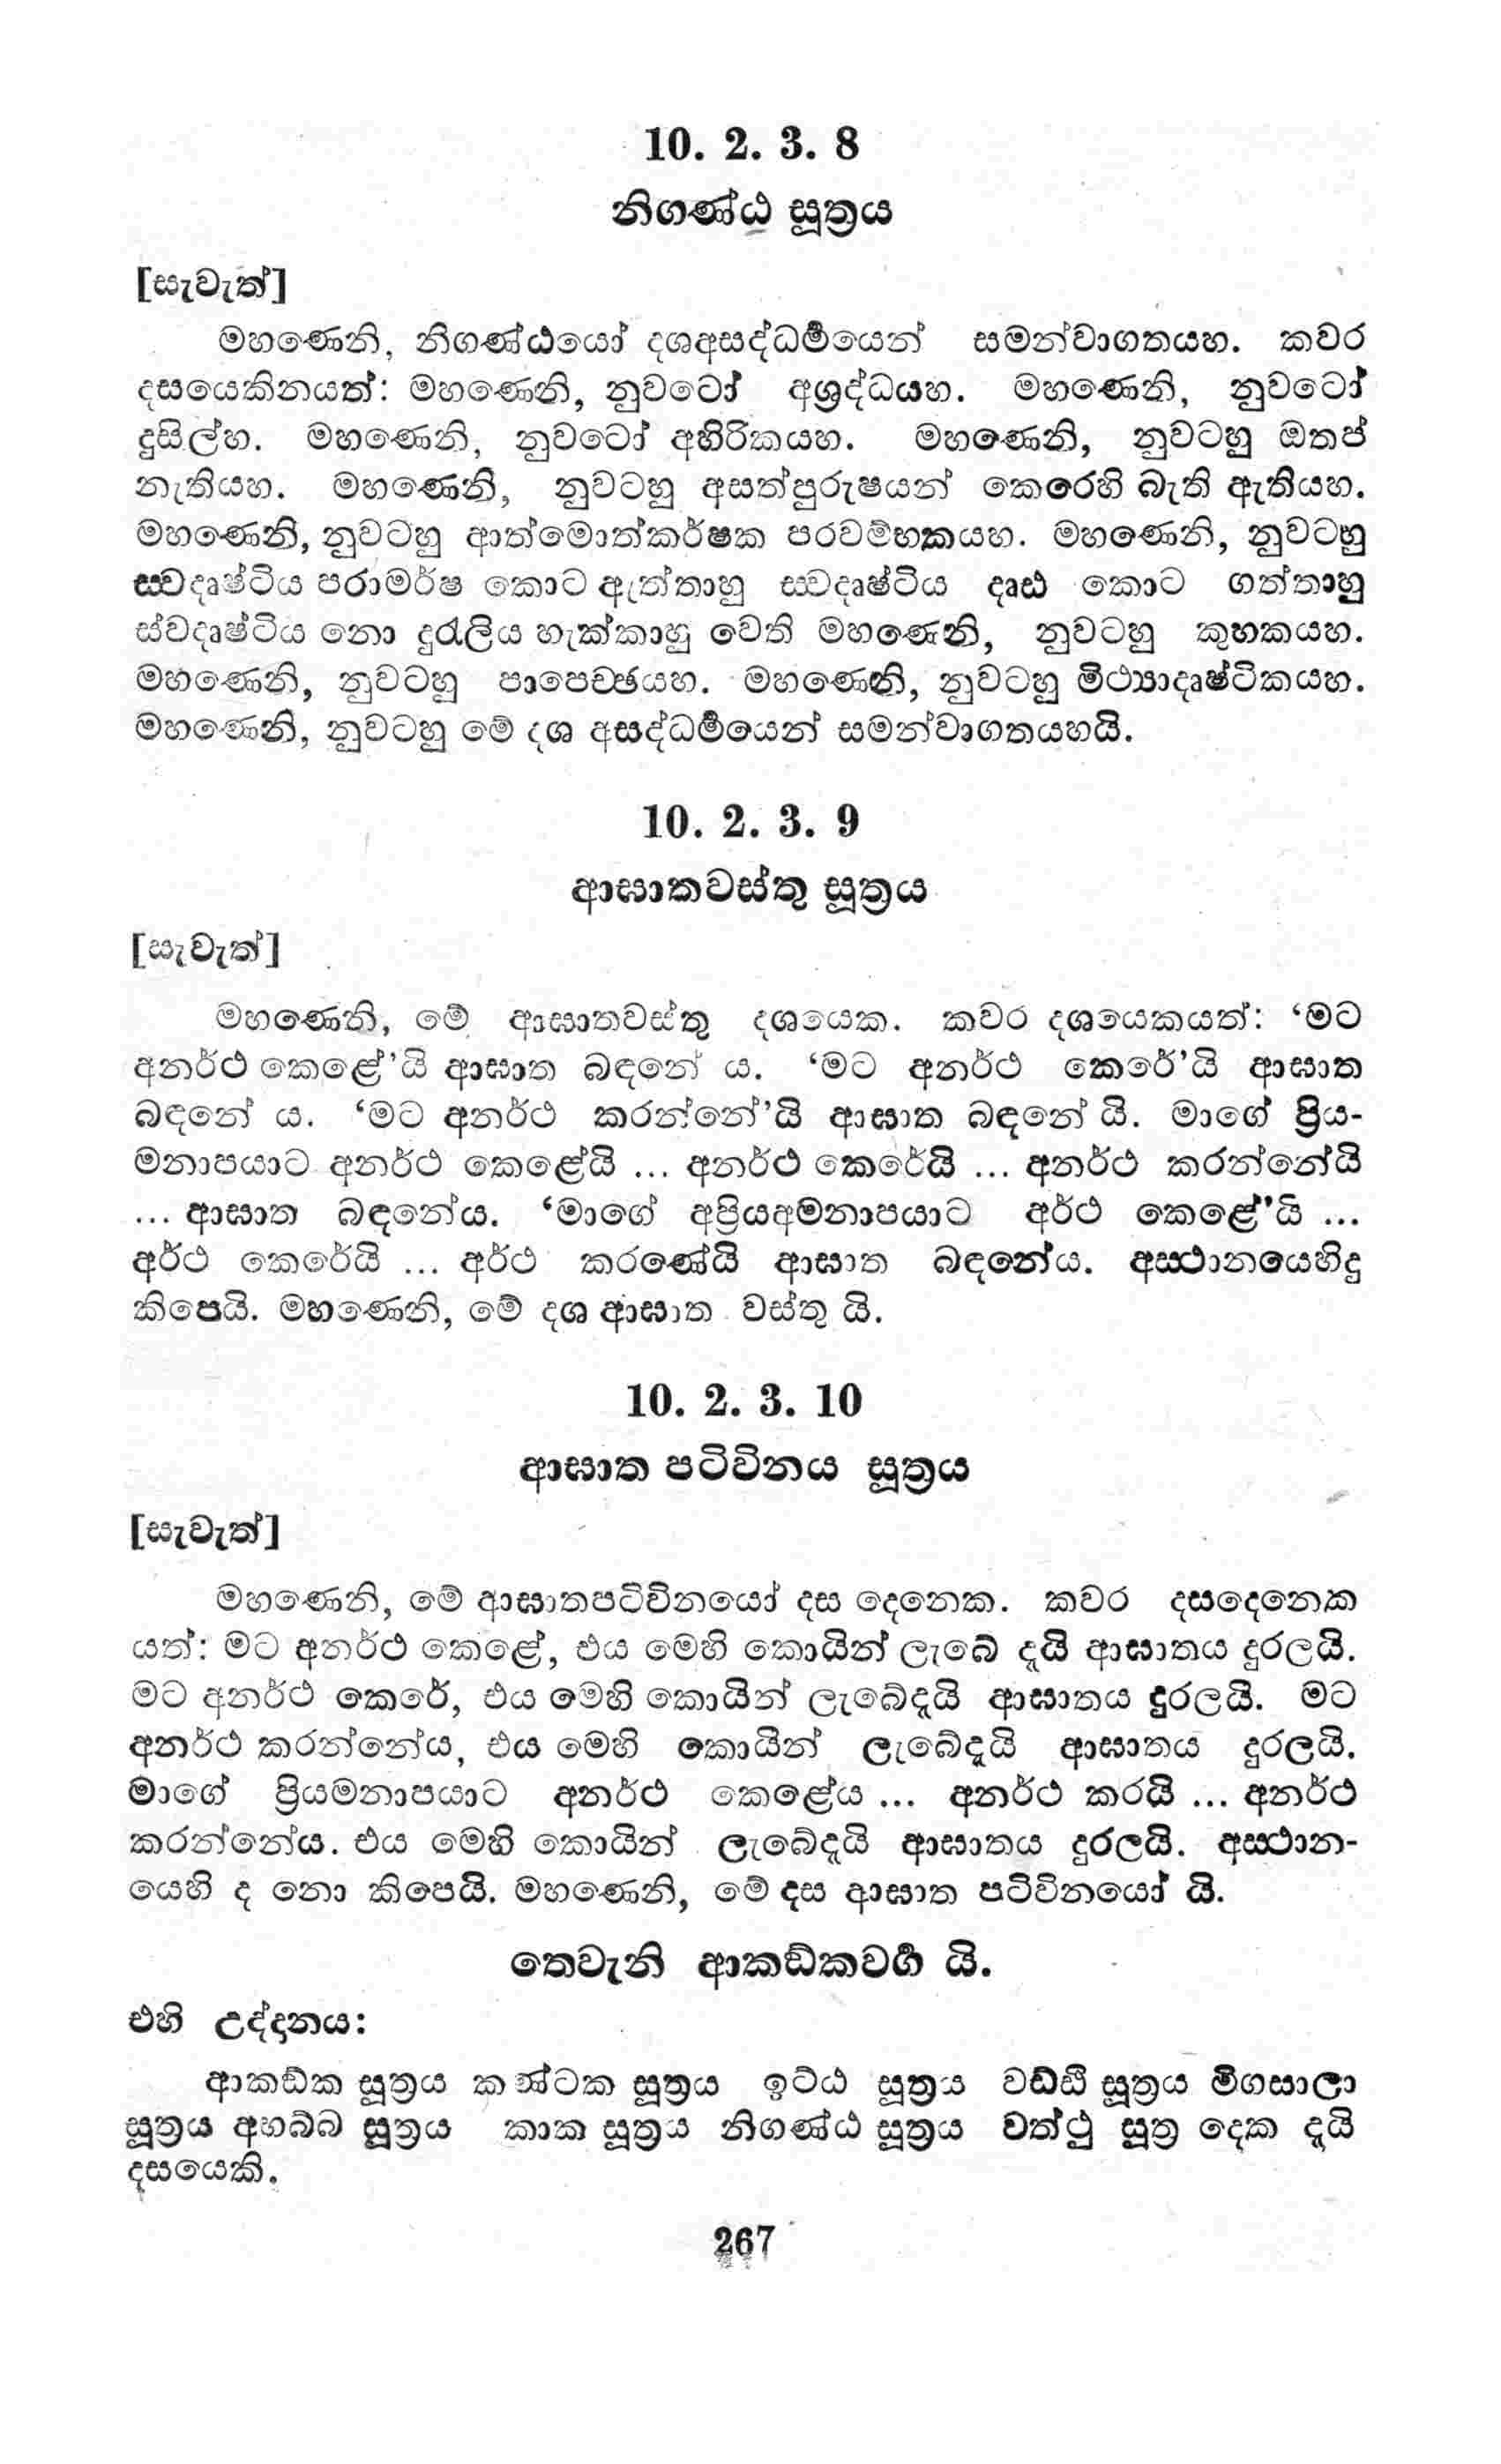 10. 2. 3. 8
නිගණ්ඨ සූත්‍රය
[සැවැත්]
මහණෙනි, නිගණ්ඨයෝ දශඅසද්ධර්‍මයෙන් සමන්වාගතයහ. කවර
දසයෙකිනයත්: මහණෙනි, නුවටෝ අශ්‍රද්ධයහ. මහණෙනි, නුවටෝ
දුසිල්හ. මහණෙනි, නුවටෝ අහිරිකයහ. මහණෙනි, නුවටහු ඔතප්
නැතියහ. මහණෙනි, නුවටහු අසත්පුරුෂයන් කෙරෙහි බැති ඇතියහ.
මහණෙනි, නුවටහු ආත්මොත්කර්ෂක පරවම්භකයහ. මහණෙනි, නුවටහු
ස්‍වදෘෂ්ටිය පරාමර්ෂ කොට ඇත්තාහු ස්‍වදෘෂ්ටිය දෘඪ කොට ගත්තාහු
ස්වදෘෂ්ටිය නො දුරැලිය හැක්කාහු වෙති මහණෙනි, නුවටහු කුහකයහ.
මහණෙනි, නුවටහු පාපෙච්ඡයහ. මහණෙනි, නුවටහු මිථ්‍යාදෘෂ්ටිකයහ.
මහණෙනි, නුවටහු මේ දශ අසද්ධර්‍මයෙන් සමන්වාගතයහයි.
10. 2. 3. 9
ආඝාතවස්තු සූත්‍රය
[සැවැත්]
මහණෙනි, මේ ආඝාතවස්තු දශයෙක. කවර දශයෙකයත්: ‘මට
අනර්ථ කෙළේ’යි ආඝාත බඳනේ ය. ‘මට අනර්ථ කෙරේ’යි ආඝාත
බඳනේ ය. ‘මට අනර්ථ කරන්නේ’යි ආඝාත බඳනේ යි. මාගේ ප්‍රිය-
මනාපයාට අනර්ථ කෙළේයි ... අනර්ථ කෙරේයි ... අනර්ථ කරන්නේයි
... ආඝාත බඳනේය. ‘මාගේ අප්‍රියඅමනාපයාට අර්ථ කෙළේ’යි ...
අර්ථ කෙරේයි ... අර්ථ කරණේයි ආඝාත බඳනේය. අස්‍ථානයෙහිදු
කිපෙයි. මහණෙනි, මේ දශ ආඝාත වස්තු යි.
10. 2. 3. 10
ආඝාත පටිවිනය සූත්‍රය
[සැවැත්]
මහණෙනි, මේ ආඝාතපටිවිනයෝ දස දෙනෙක. කවර දසදෙනෙක
යත්: මට අනර්ථ කෙළේ, එය මෙහි කොයින් ලැබේ දැයි ආඝාතය දුරලයි.
මට අනර්ථ කෙරේ, එය මෙහි කොයින් ලැබේදැයි ආඝාතය දුරලයි. මට
අනර්ථ කරන්නේය, එය මෙහි කොයින් ලැබේදැයි ආඝාතය දුරලයි.
මාගේ ප්‍රියමනාපයාට අනර්ථ කෙළේය ... අනර්ථ කරයි ... අනර්ථ
කරන්නේය. එය මෙහි කොයින් ලැබේදැයි ආඝාතය දුරලයි. අස්‍ථාන-
යෙහි ද නො කිපෙයි. මහණෙනි, මේ දස ආඝාත පටිවිනයෝ යි.
තෙවැනි ආකඞ්කවර්‍ග යි.
එහි උද්දානය:
ආකඞ්ක සූත්‍රය කණ්ටක සූත්‍රය ඉට්ඨ සූත්‍රය වඩ්ඪි සූත්‍රය මිගසාලා
සූත්‍රය අභබ්බ සූත්‍රය කාක සූත්‍රය නිගණ්ඨ සූත්‍රය වත්ථු සූත්‍ර දෙක දැයි
දසයෙකි.
267